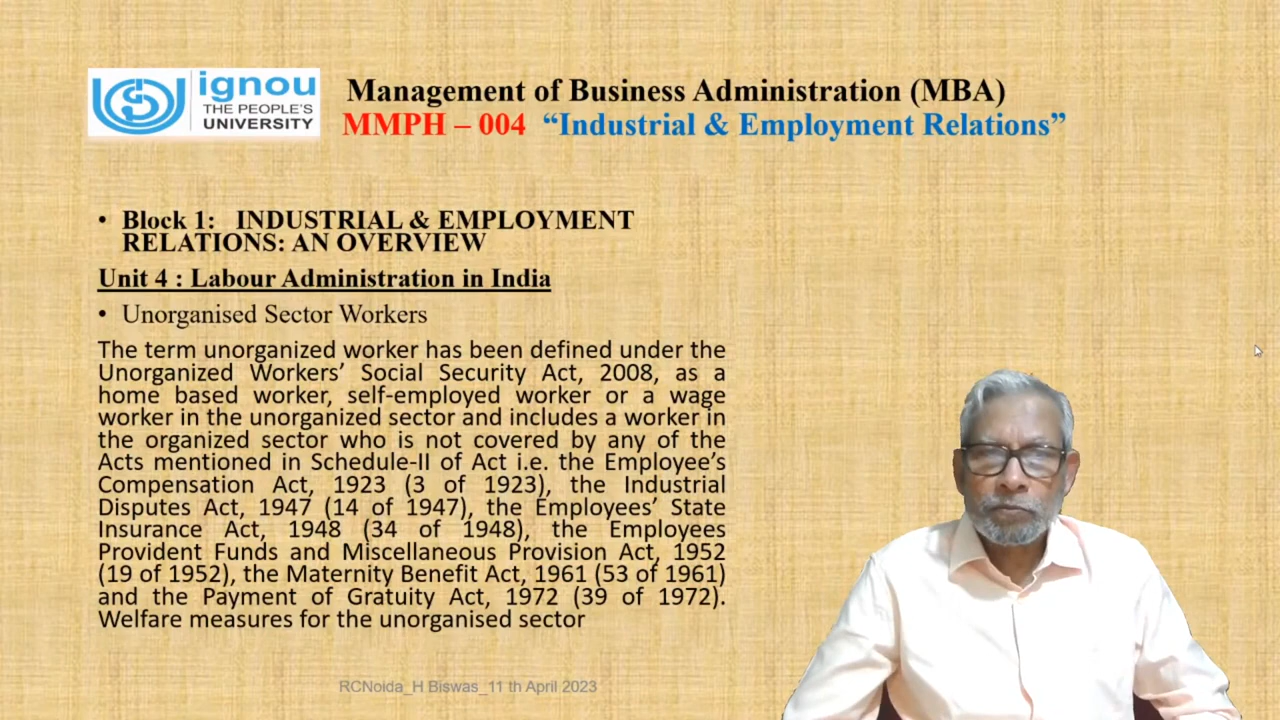 ignou
THE PEOPLE'S
UNIVERSITY
Management of Business Administration (MBA)
MMPH – 004 “Industrial & Employment Relations”
• Block 1: INDUSTRIAL & EMPLOYMENT
RELATIONS: AN OVERVIEW
Unit 4 : Labour Administration in India
• Unorganised Sector Workers
The term unorganized worker has been defined under the
Unorganized Workers’ Social Security Act, 2008, as a
home based worker, self-employed worker or a wage
worker in the unorganized sector and includes a worker in
the organized sector who is not covered by any of the
Acts mentioned in Schedule-II of Act i.e. the Employee’s
Compensation Act, 1923 (3 of 1923), the Industrial
Disputes Act, 1947 (14 of 1947), the Employees’ State
Insurance Act, 1948 (34 of 1948), the Employees
Provident Funds and Miscellaneous Provision Act, 1952
(19 of 1952), the Maternity Benefit Act, 1961 (53 of 1961)
and the Payment of Gratuity Act, 1972 (39 of 1972).
Welfare measures for the unorganised sector
RCNoida_H Biswas_11 th April 2023